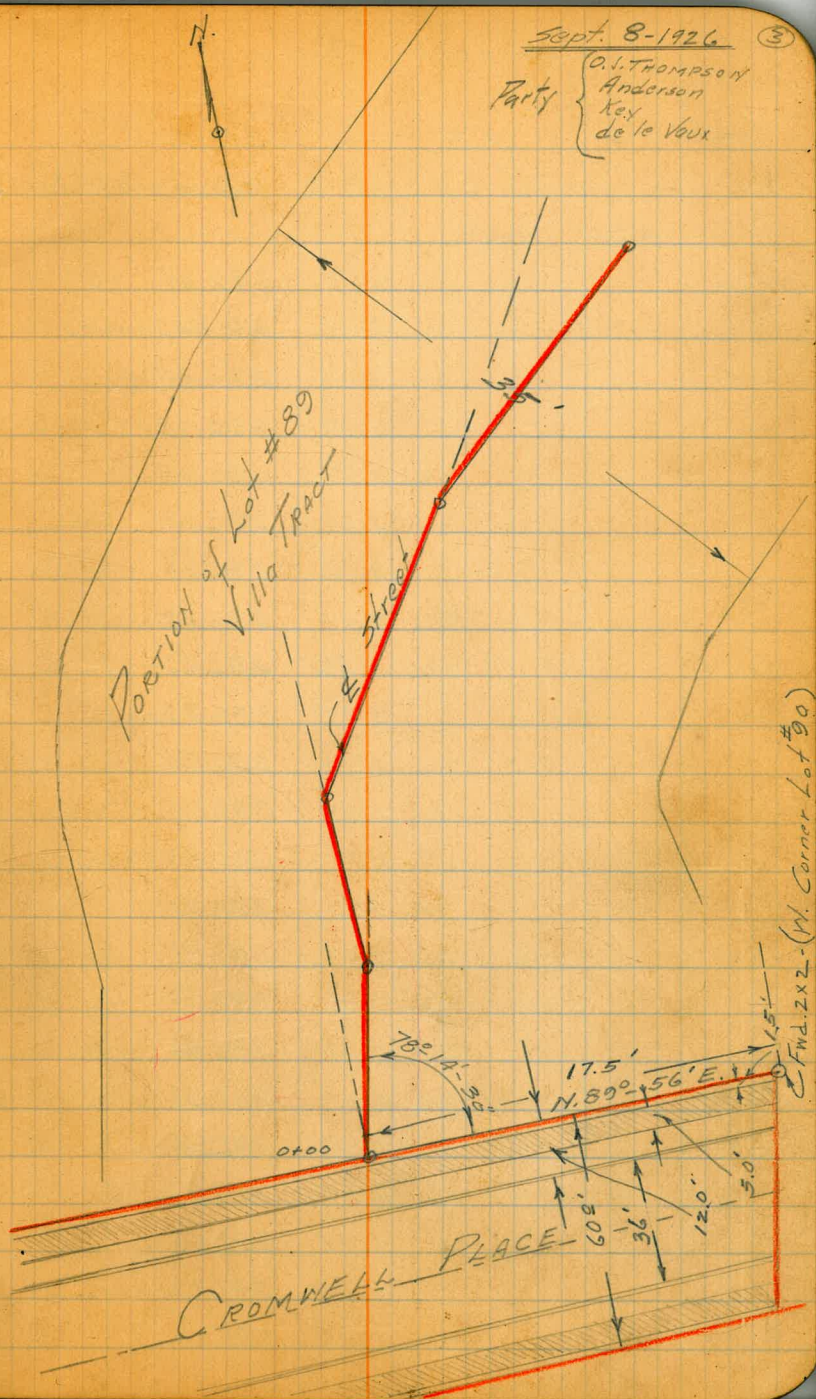 Sept. 8-1926
3
N.
Party
O.J. THOMPSON
Anderson
Key
de le Vaux
PORTION of Lot #89
Villa TRACT
℄ Street
0+00
78°-14'-30"
17.5'
N. 89°-56' E.
1.5'
Fwd. 2x2-(W. Corner Lot #90)
60.0'
36'
12.0'
5.0'
CROMWELL PLACE